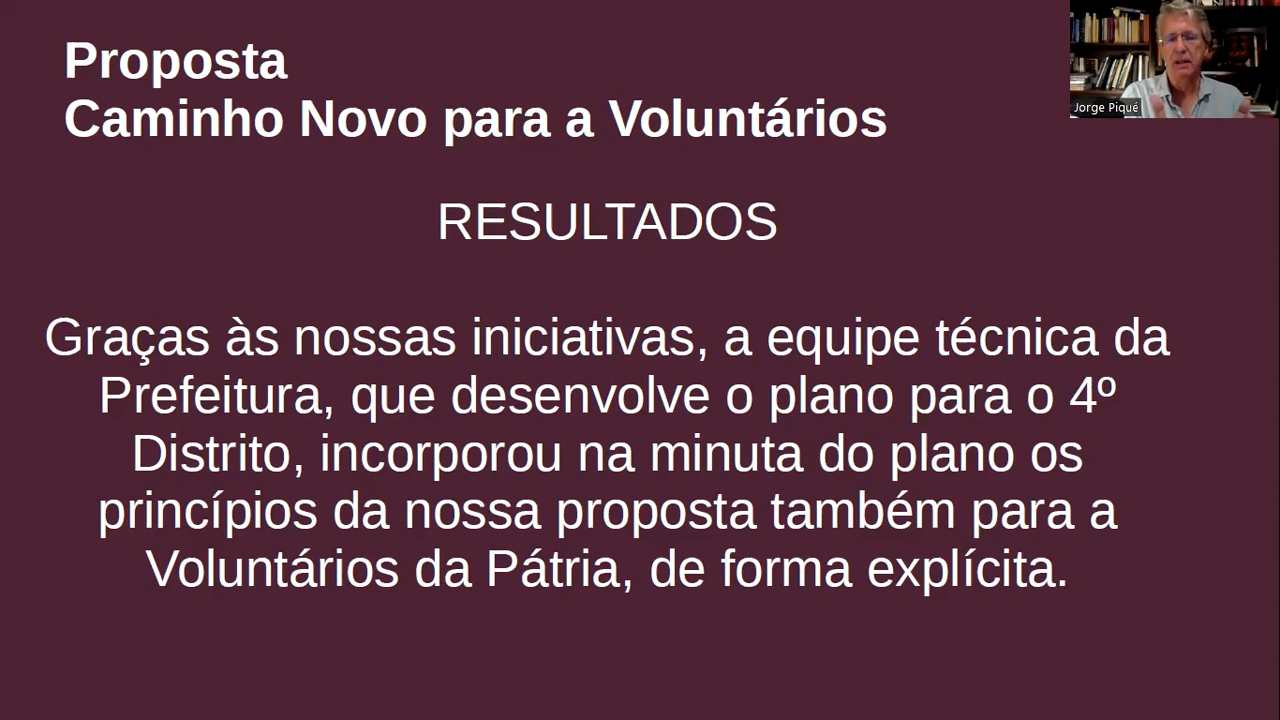 Proposta
Caminho Novo para a Voluntários
Jorge Piqué
RESULTADOS
Graças às nossas iniciativas, a equipe técnica da
Prefeitura, que desenvolve o plano para o 4º
Distrito, incorporou na minuta do plano os
princípios da nossa proposta também para a
Voluntários da Pátria, de forma explícita.